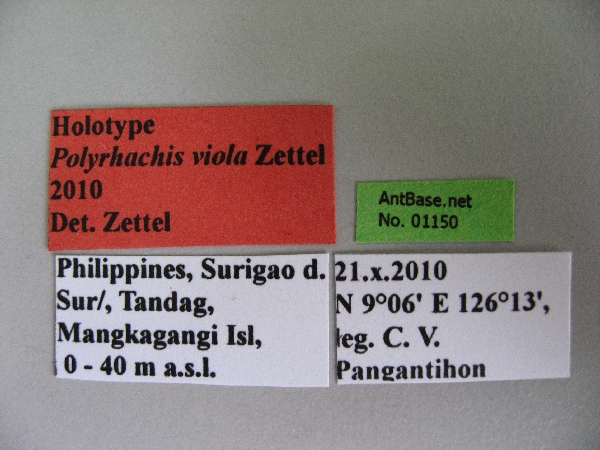 Holotype
Polyrhachis viola Zettel
2010
Det. Zettel
AntBase.net
No. 01150
Philippines, Surigao d.
Sur/, Tandag,
Mangkagangi Isl,
0 - 40 m a.s.l.
21.x.2010
N 9°06' E 126°13',
leg. C. V.
Pangantihon